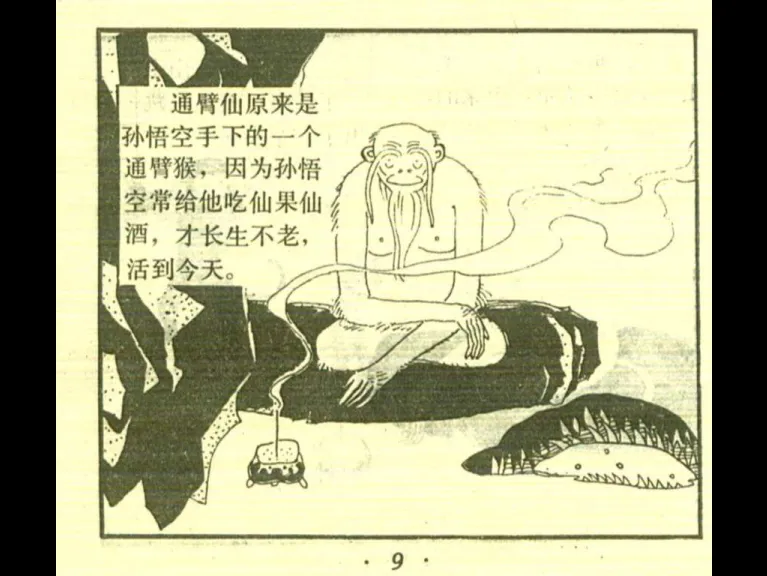 通臂仙原来是
孙悟空手下的一个
通臂猴，因为孙悟
空常给他吃仙果仙
酒，才长生不老，
活到今天。
· 9 ·